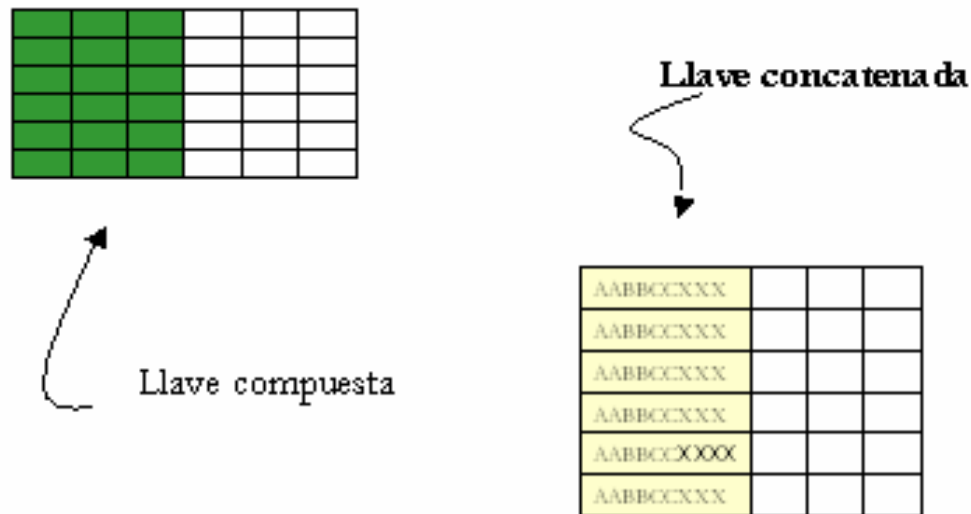 Llave concatenada
Llave compuesta
AABBCCXXX
AABBCCXXX
AABBCCXXX
AABBCCXXX
AABBCCXXXX
AABBCCXXX